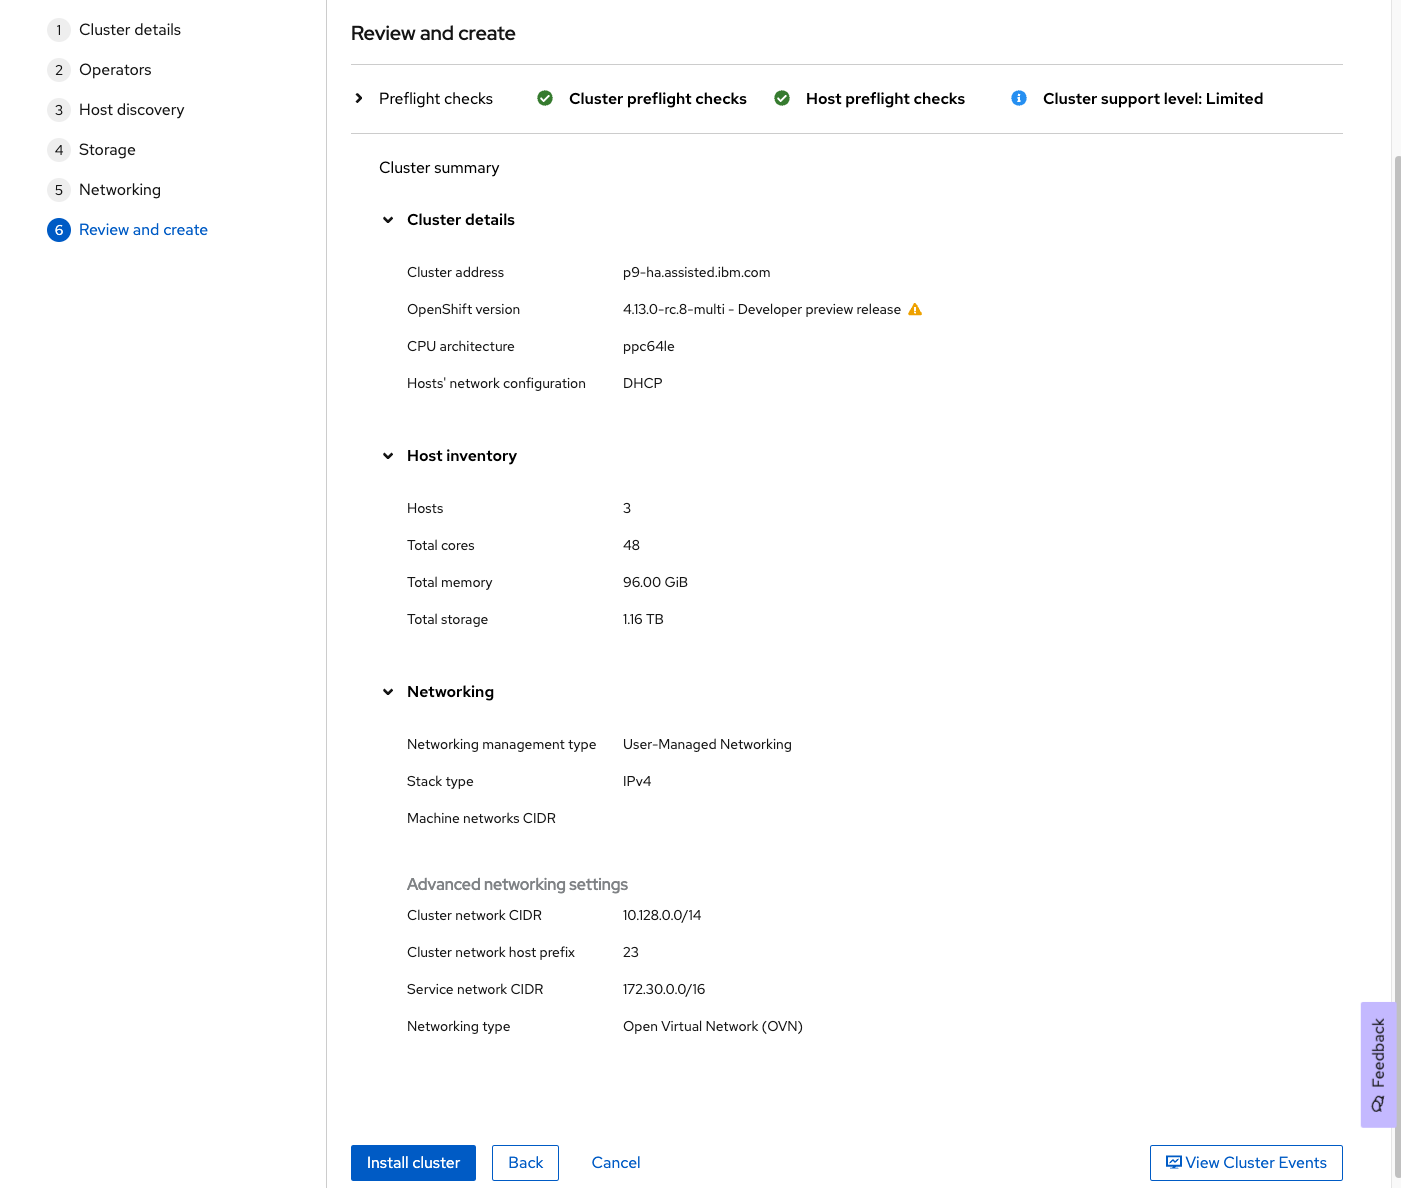 1 Cluster details
2 Operators
3 Host discovery
4 Storage
5 Networking
6 Review and create
Review and create
Preflight checks Cluster preflight checks Host preflight checks Cluster support level: Limited
Cluster summary
Cluster details
Cluster address p9-ha.assisted.ibm.com
OpenShift version 4.13.0-rc.8-multi - Developer preview release
CPU architecture ppc64le
Hosts' network configuration DHCP
Host inventory
Hosts 3
Total cores 48
Total memory 96.00 GiB
Total storage 1.16 TB
Networking
Networking management type User-Managed Networking
Stack type IPv4
Machine networks CIDR
Advanced networking settings
Cluster network CIDR 10.128.0.0/14
Cluster network host prefix 23
Service network CIDR 172.30.0.0/16
Networking type Open Virtual Network (OVN)
Feedback
Install cluster Back Cancel View Cluster Events